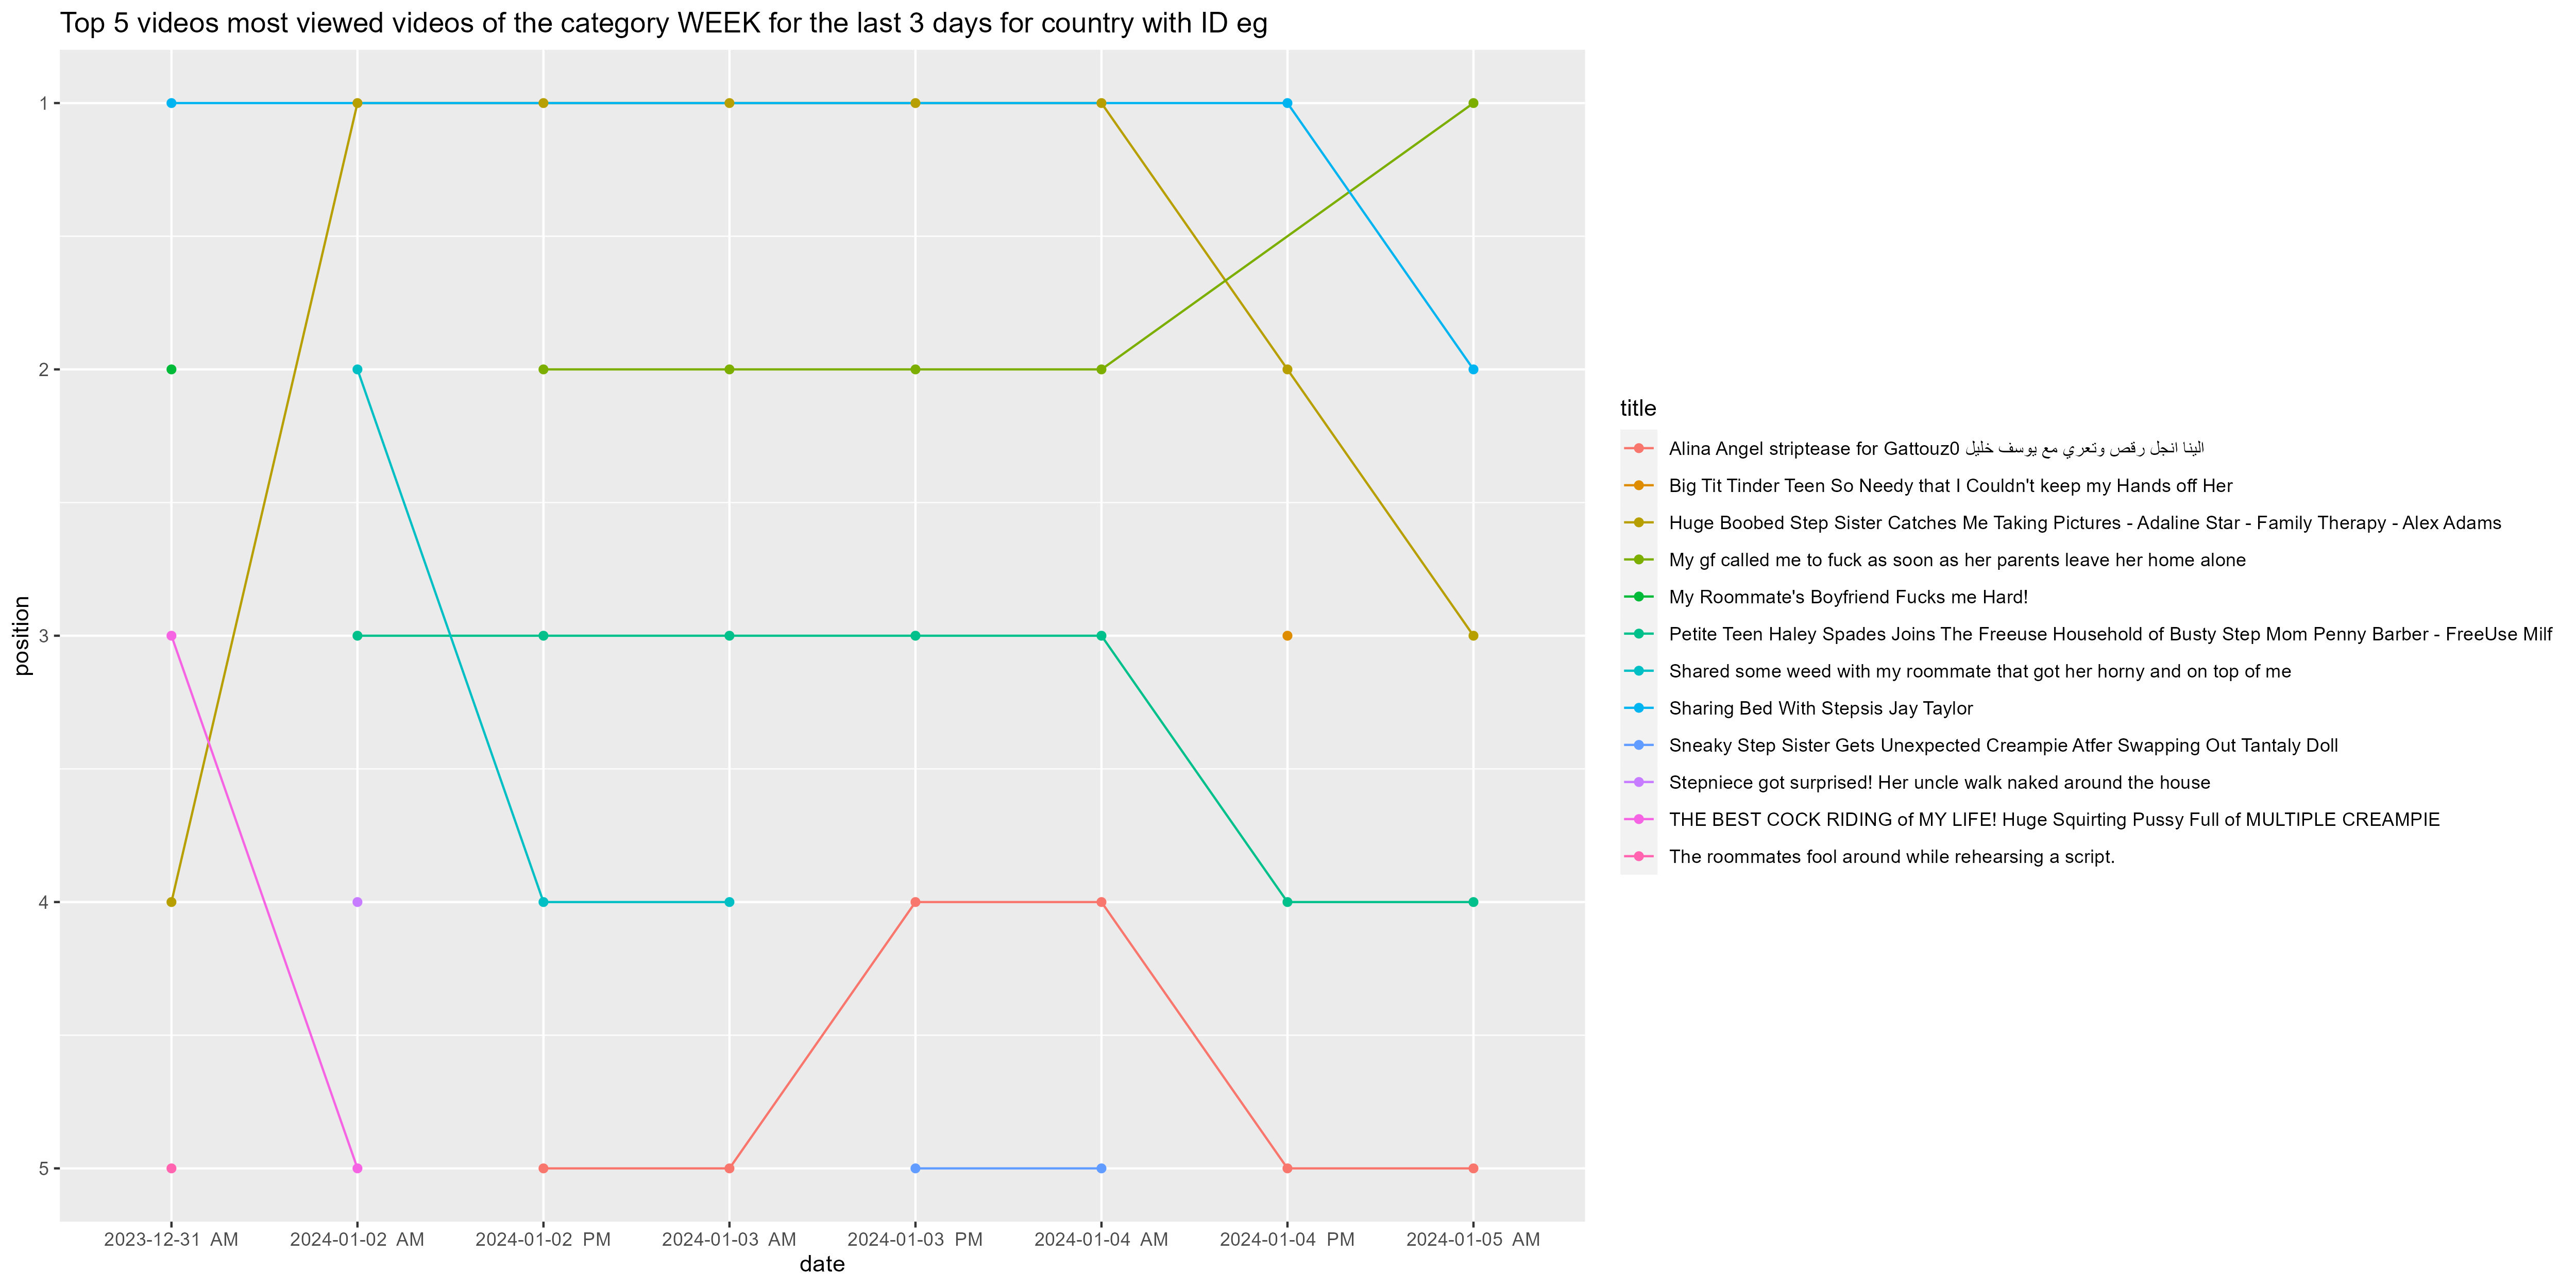 Top 5 videos most viewed videos of the category WEEK for the last 3 days for country with ID eg
position
1
2
3
4
5
2023-12-31 AM
2024-01-02 AM
2024-01-02 PM
2024-01-03 AM
2024-01-03 PM
2024-01-04 AM
2024-01-04 PM
2024-01-05 AM
date
title
Alina Angel striptease for Gattouz0 الينا انجل رقص وتعري مع يوسف خليل
Big Tit Tinder Teen So Needy that I Couldn't keep my Hands off Her
Huge Boobed Step Sister Catches Me Taking Pictures - Adaline Star - Family Therapy - Alex Adams
My gf called me to fuck as soon as her parents leave her home alone
My Roommate's Boyfriend Fucks me Hard!
Petite Teen Haley Spades Joins The Freeuse Household of Busty Step Mom Penny Barber - FreeUse Milf
Shared some weed with my roommate that got her horny and on top of me
Sharing Bed With Stepsis Jay Taylor
Sneaky Step Sister Gets Unexpected Creampie Atfer Swapping Out Tantaly Doll
Stepniece got surprised! Her uncle walk naked around the house
THE BEST COCK RIDING of MY LIFE! Huge Squirting Pussy Full of MULTIPLE CREAMPIE
The roommates fool around while rehearsing a script.